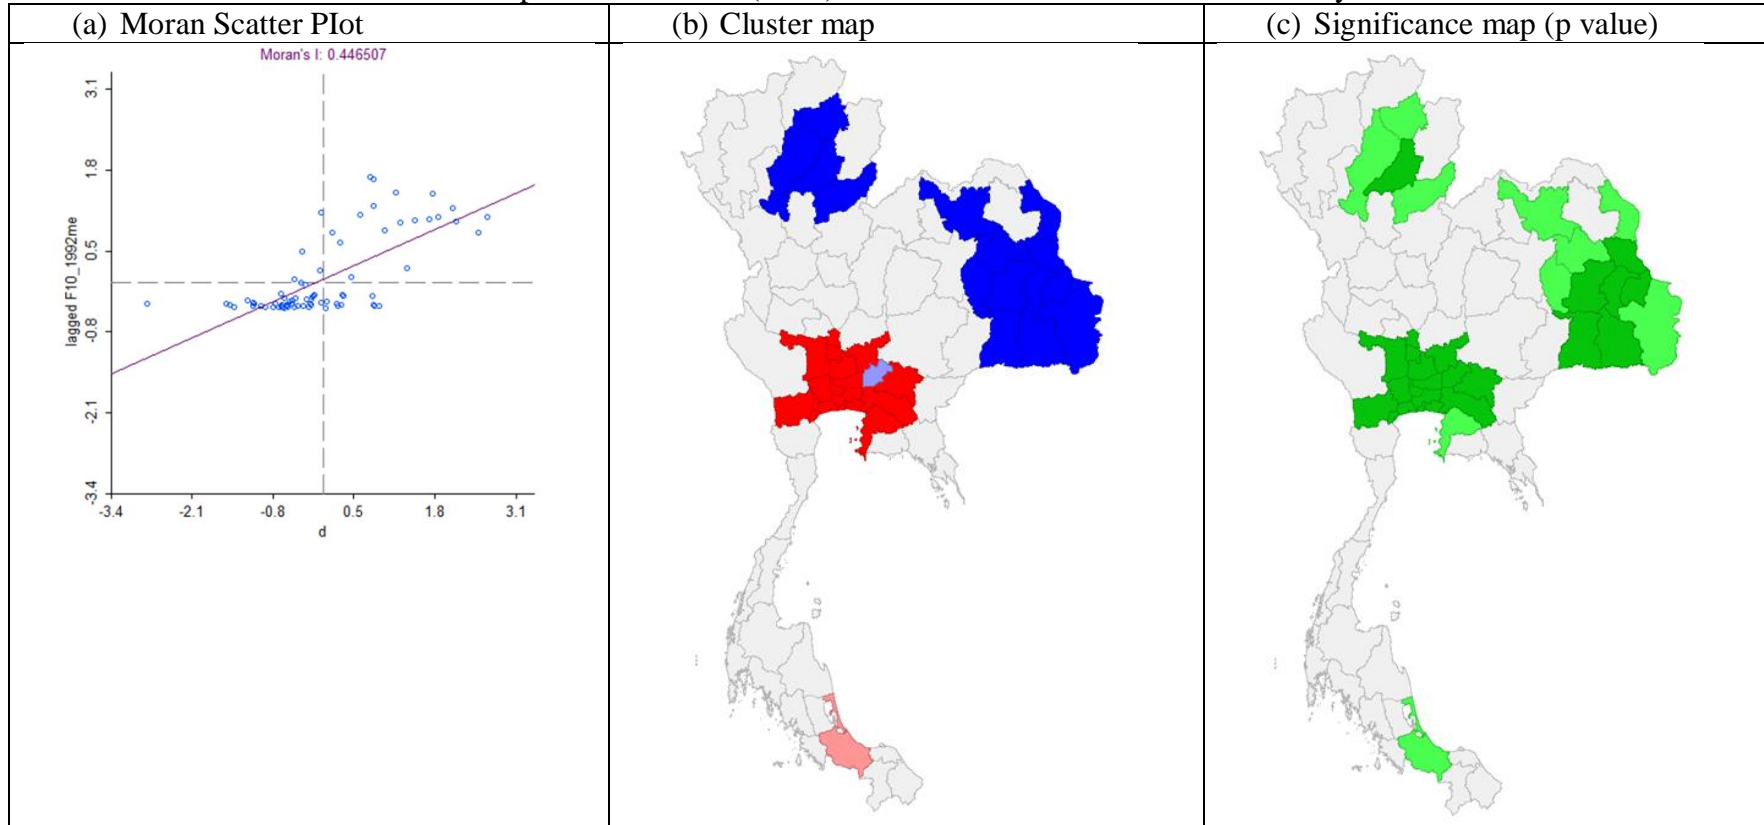 (a) Moran Scatter PIot
(b) Cluster map
(c) Significance map (p value)
Moran's I: 0.446507
3.1
1.8
0.5
-0.8
-2.1
-3.4
lagged F10_1992me
-3.4 -2.1 -0.8 0.5 1.8 3.1
d